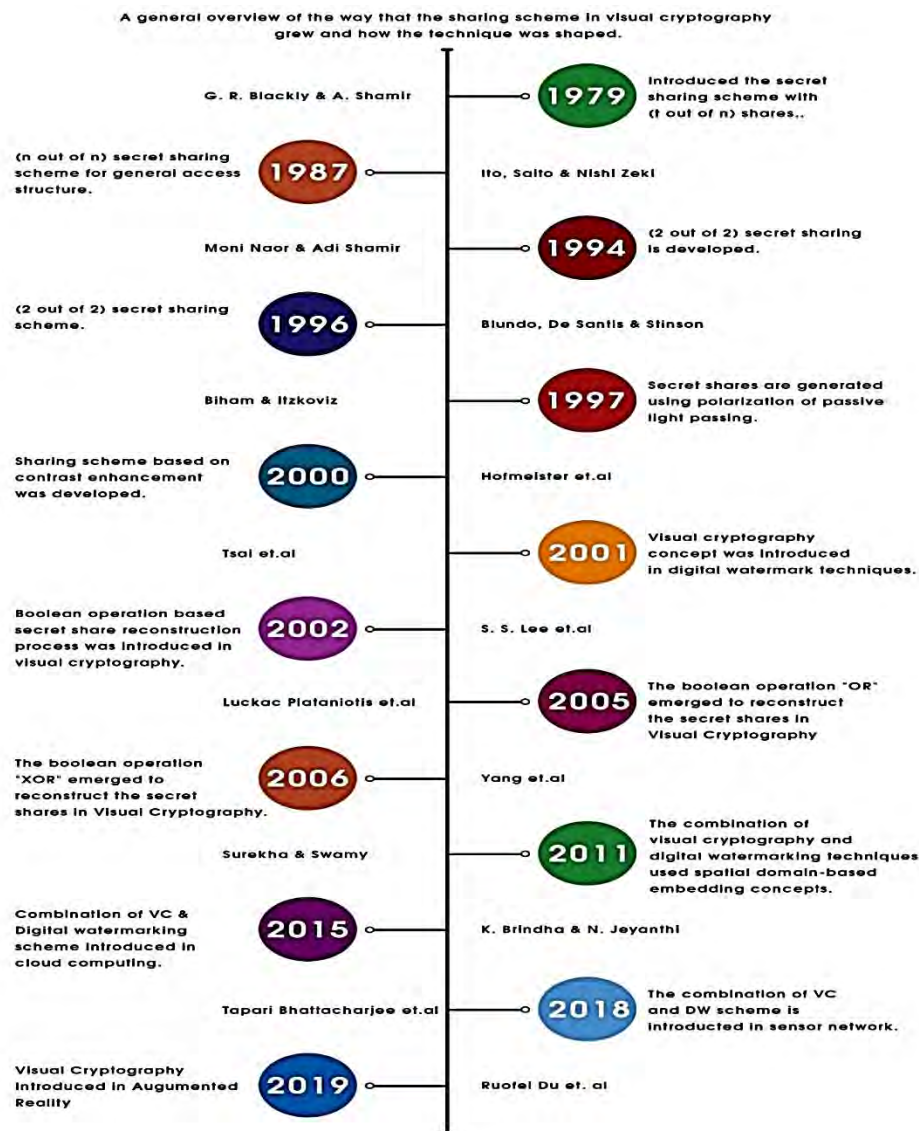 A general overview of the way that the sharing scheme in visual cryptography
grew and how the technique was shaped.
G. R. Blackly & A. Shamir
1979
Introduced the secret
sharing scheme with
(t out of n) shares..
(n out of n) secret sharing
scheme for general access
structure.
1987
Ito, Saito & Nishi Zeki
Moni Naor & Adi Shamir
1994
(2 out of 2) secret sharing
is developed.
(2 out of 2) secret sharing
scheme.
1996
Blundo, De Santis & Stinson
Biham & Itzkoviz
1997
Secret shares are generated
using polarization of passive
light passing.
Sharing scheme based on
contrast enhancement
was developed.
2000
Hofmeister et.al
Tsai et.al
2001
Visual cryptography
concept was introduced
in digital watermark techniques.
Boolean operation based
secret share reconstruction
process was introduced in
visual cryptography.
2002
S. S. Lee et.al
Luckac Plataniotis et.al
2005
The boolean operation "OR"
emerged to reconstruct
the secret shares in
Visual Cryptography
The boolean operation
"XOR" emerged to
reconstruct the secret
shares in Visual Cryptography.
2006
Yang et.al
Surekha & Swamy
2011
The combination of
visual cryptography and
digital watermarking techniques
used spatial domain-based
embedding concepts.
Combination of VC &
Digital watermarking
scheme introduced in
cloud computing.
2015
K. Brindha & N. Jeyanthi
Tapari Bhattacharjee et.al
2018
The combination of VC
and DW scheme is
introducted in sensor network.
Visual Cryptography
Introduced in Augumented
Reality
2019
Ruofei Du et. al